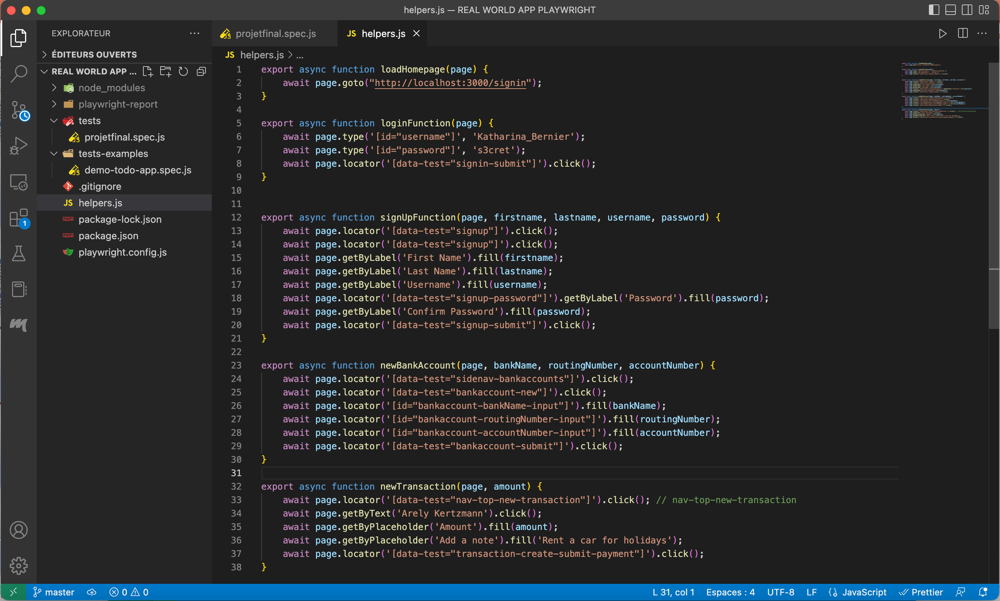 helpers.js — REAL WORLD APP PLAYWRIGHT
EXPLORATEUR
ÉDITEURS OUVERTS
REAL WORLD APP ...
node_modules
playwright-report
tests
projetfinal.spec.js
tests-examples
demo-todo-app.spec.js
.gitignore
JS helpers.js
package-lock.json
package.json
playwright.config.js
1
projetfinal.spec.js
JS helpers.js
JS helpers.js > ...
1 export async function loadHomepage(page) {
2 await page.goto("http://localhost:3000/signin");
3 }
4
5 export async function loginFunction(page) {
6 await page.type('[id="username"]', 'Katharina_Bernier');
7 await page.type('[id="password"]', 's3cret');
8 await page.locator('[data-test="signin-submit"]').click();
9 }
10
11
12 export async function signUpFunction(page, firstname, lastname, username, password) {
13 await page.locator('[data-test="signup"]').click();
14 await page.locator('[data-test="signup"]').click();
15 await page.getByLabel('First Name').fill(firstname);
16 await page.getByLabel('Last Name').fill(lastname);
17 await page.getByLabel('Username').fill(username);
18 await page.locator('[data-test="signup-password"]').getByLabel('Password').fill(password);
19 await page.getByLabel('Confirm Password').fill(password);
20 await page.locator('[data-test="signup-submit"]').click();
21 }
22
23 export async function newBankAccount(page, bankName, routingNumber, accountNumber) {
24 await page.locator('[data-test="sidenav-bankaccounts"]').click();
25 await page.locator('[data-test="bankaccount-new"]').click();
26 await page.locator('[id="bankaccount-bankName-input"]').fill(bankName);
27 await page.locator('[id="bankaccount-routingNumber-input"]').fill(routingNumber);
28 await page.locator('[id="bankaccount-accountNumber-input"]').fill(accountNumber);
29 await page.locator('[data-test="bankaccount-submit"]').click();
30 }
31
32 export async function newTransaction(page, amount) {
33 await page.locator('[data-test="nav-top-new-transaction"]').click(); // nav-top-new-transaction
34 await page.getByText('Arely Kertzmann').click();
35 await page.getByPlaceholder('Amount').fill(amount);
36 await page.getByPlaceholder('Add a note').fill('Rent a car for holidays');
37 await page.locator('[data-test="transaction-create-submit-payment"]').click();
38 }
master 0 0 L 31, col 1 Espaces : 4 UTF-8 LF JavaScript Prettier